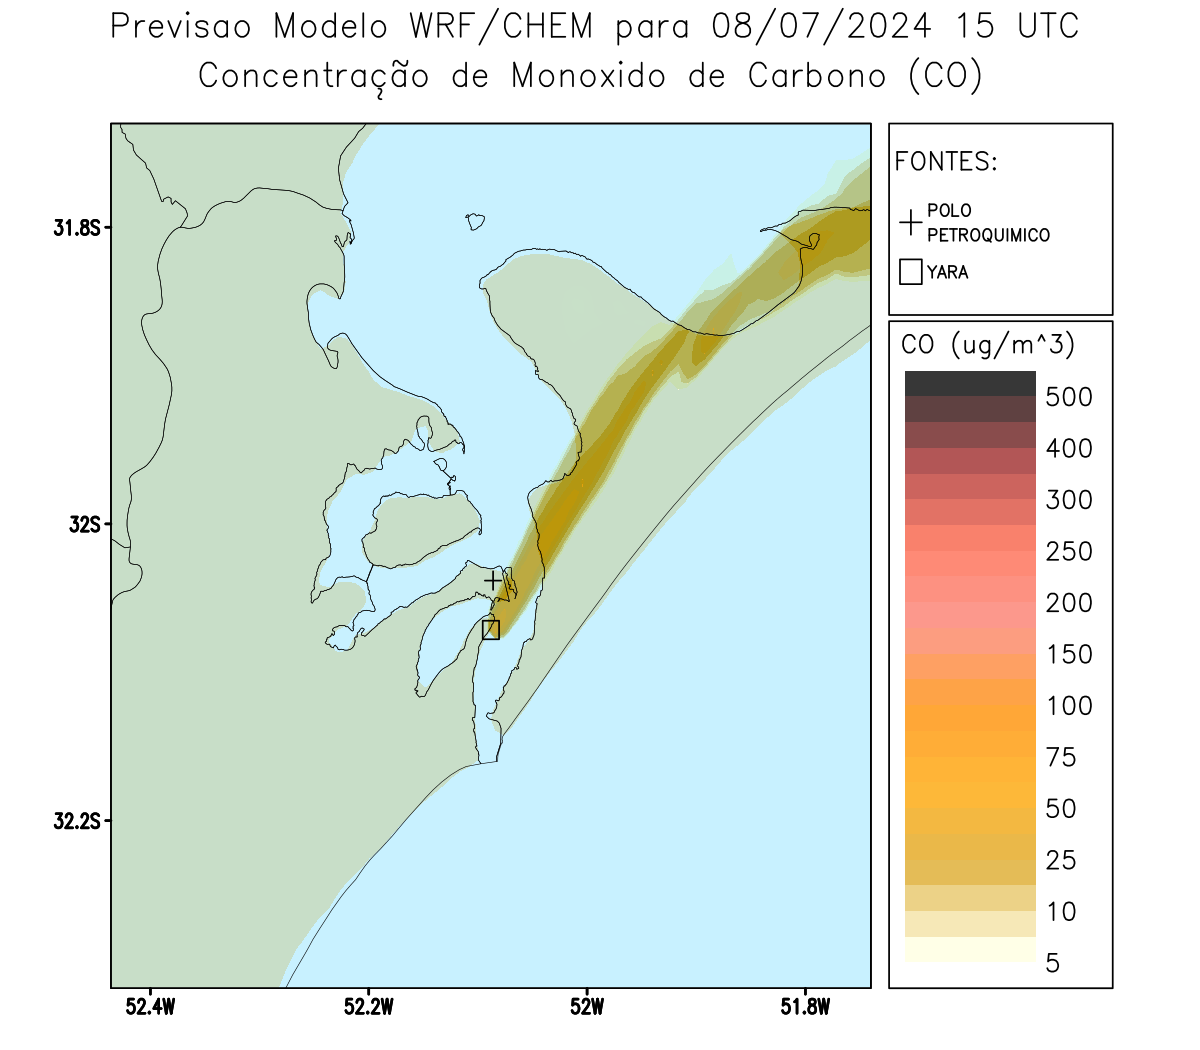 Previsao Modelo WRF/CHEM para 08/07/2024 15 UTC
Concentração de Monoxido de Carbono (CO)
FONTES:
POLO
PETROQUIMICO
YARA
CO (ug/m^3)
500
400
300
250
200
150
100
75
50
25
10
5
31.8S
32S
32.2S
52.4W
52.2W
52W
51.8W